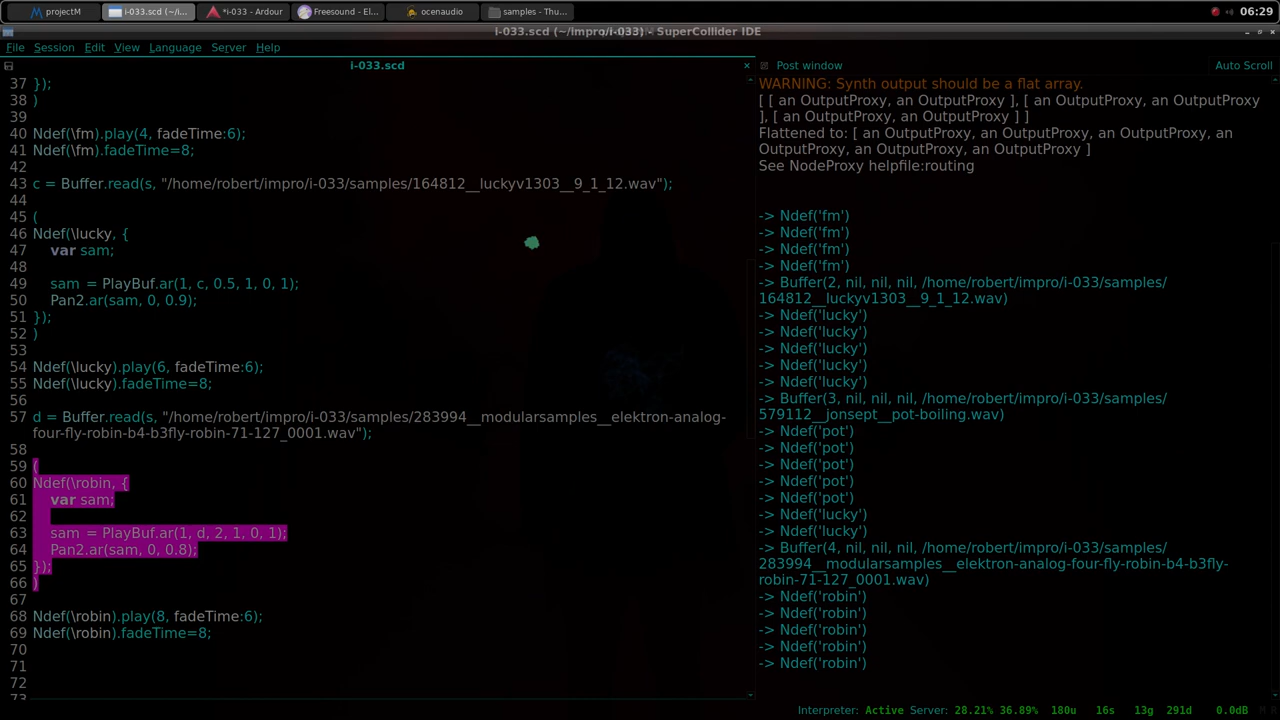 projectM
i-033.scd (~/i...
*i-033 - Ardour
Freesound - El...
ocenaudio
samples - Thu...
06:29
i-033.scd (~/impro/i-033) - SuperCollider IDE
File Session Edit View Language Server Help
i-033.scd
37 });
38 )
39
40 Ndef(\fm).play(4, fadeTime:6);
41 Ndef(\fm).fadeTime=8;
42
43 c = Buffer.read(s, "/home/robert/impro/i-033/samples/164812__luckyv1303__9_1_12.wav");
44
45 (
46 Ndef(\lucky, {
47 var sam;
48
49 sam = PlayBuf.ar(1, c, 0.5, 1, 0, 1);
50 Pan2.ar(sam, 0, 0.9);
51 });
52 )
53
54 Ndef(\lucky).play(6, fadeTime:6);
55 Ndef(\lucky).fadeTime=8;
56
57 d = Buffer.read(s, "/home/robert/impro/i-033/samples/283994__modularsamples__elektron-analog-
four-fly-robin-b4-b3fly-robin-71-127_0001.wav");
58
59 (
60 Ndef(\robin, {
61 var sam;
62
63 sam = PlayBuf.ar(1, d, 2, 1, 0, 1);
64 Pan2.ar(sam, 0, 0.8);
65 });
66 )
67
68 Ndef(\robin).play(8, fadeTime:6);
69 Ndef(\robin).fadeTime=8;
70
71
72
73
Post window
Auto Scroll
WARNING: Synth output should be a flat array.
[ [ an OutputProxy, an OutputProxy ], [ an OutputProxy, an OutputProxy
], [ an OutputProxy, an OutputProxy ] ]
Flattened to: [ an OutputProxy, an OutputProxy, an OutputProxy, an
OutputProxy, an OutputProxy, an OutputProxy ]
See NodeProxy helpfile:routing
-> Ndef('fm')
-> Ndef('fm')
-> Ndef('fm')
-> Ndef('fm')
-> Buffer(2, nil, nil, nil, /home/robert/impro/i-033/samples/
164812__luckyv1303__9_1_12.wav)
-> Ndef('lucky')
-> Ndef('lucky')
-> Ndef('lucky')
-> Ndef('lucky')
-> Ndef('lucky')
-> Buffer(3, nil, nil, nil, /home/robert/impro/i-033/samples/
579112__jonsept__pot-boiling.wav)
-> Ndef('pot')
-> Ndef('pot')
-> Ndef('pot')
-> Ndef('pot')
-> Ndef('pot')
-> Ndef('lucky')
-> Ndef('lucky')
-> Buffer(4, nil, nil, nil, /home/robert/impro/i-033/samples/
283994__modularsamples__elektron-analog-four-fly-robin-b4-b3fly-
robin-71-127_0001.wav)
-> Ndef('robin')
-> Ndef('robin')
-> Ndef('robin')
-> Ndef('robin')
-> Ndef('robin')
Interpreter: Active Server: 28.21% 36.89% 180u 16s 13g 291d 0.0dB